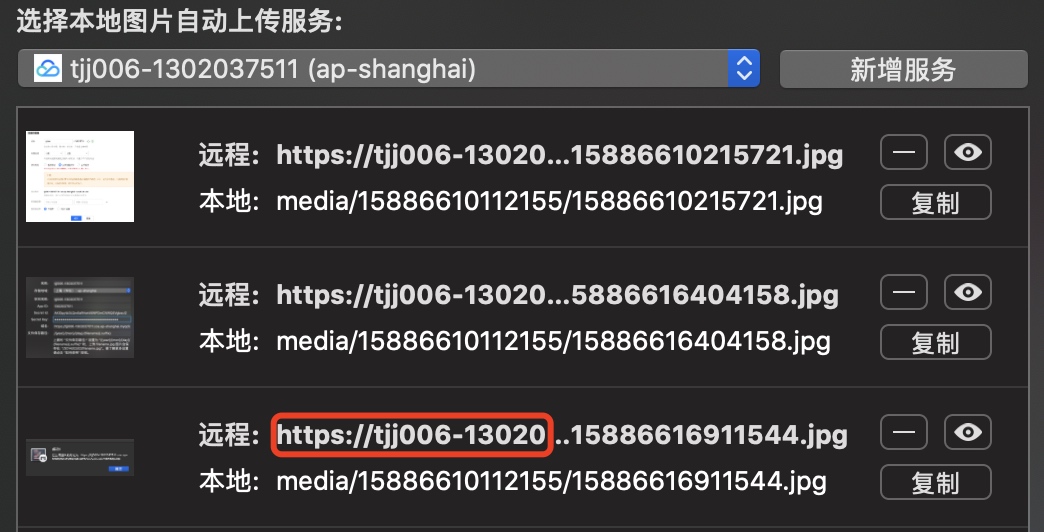 选择本地图片自动上传服务:
tjj006-1302037511 (ap-shanghai)
新增服务
远程: https://tjj006-13020...15886610215721.jpg
本地: media/15886610112155/15886610215721.jpg
复制
远程: https://tjj006-13020...5886616404158.jpg
本地: media/15886610112155/15886616404158.jpg
复制
远程: https://tjj006-13020...15886616911544.jpg
本地: media/15886610112155/15886616911544.jpg
复制